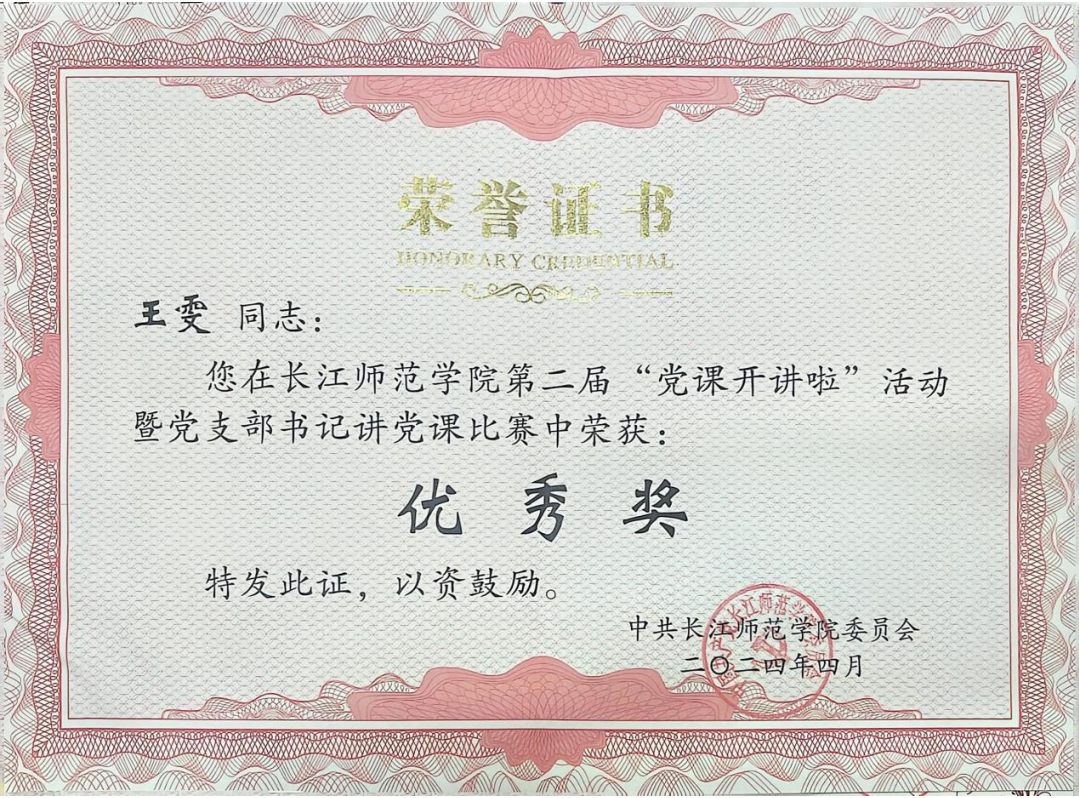 荣誉证书
HONORARY CREDENTIAL
王雯 同志：
您在长江师范学院第二届“党课开讲啦”活动
暨党支部书记讲党课比赛中荣获：
优秀奖
特发此证，以资鼓励。
中共长江师范学院委员会
二〇二四年四月